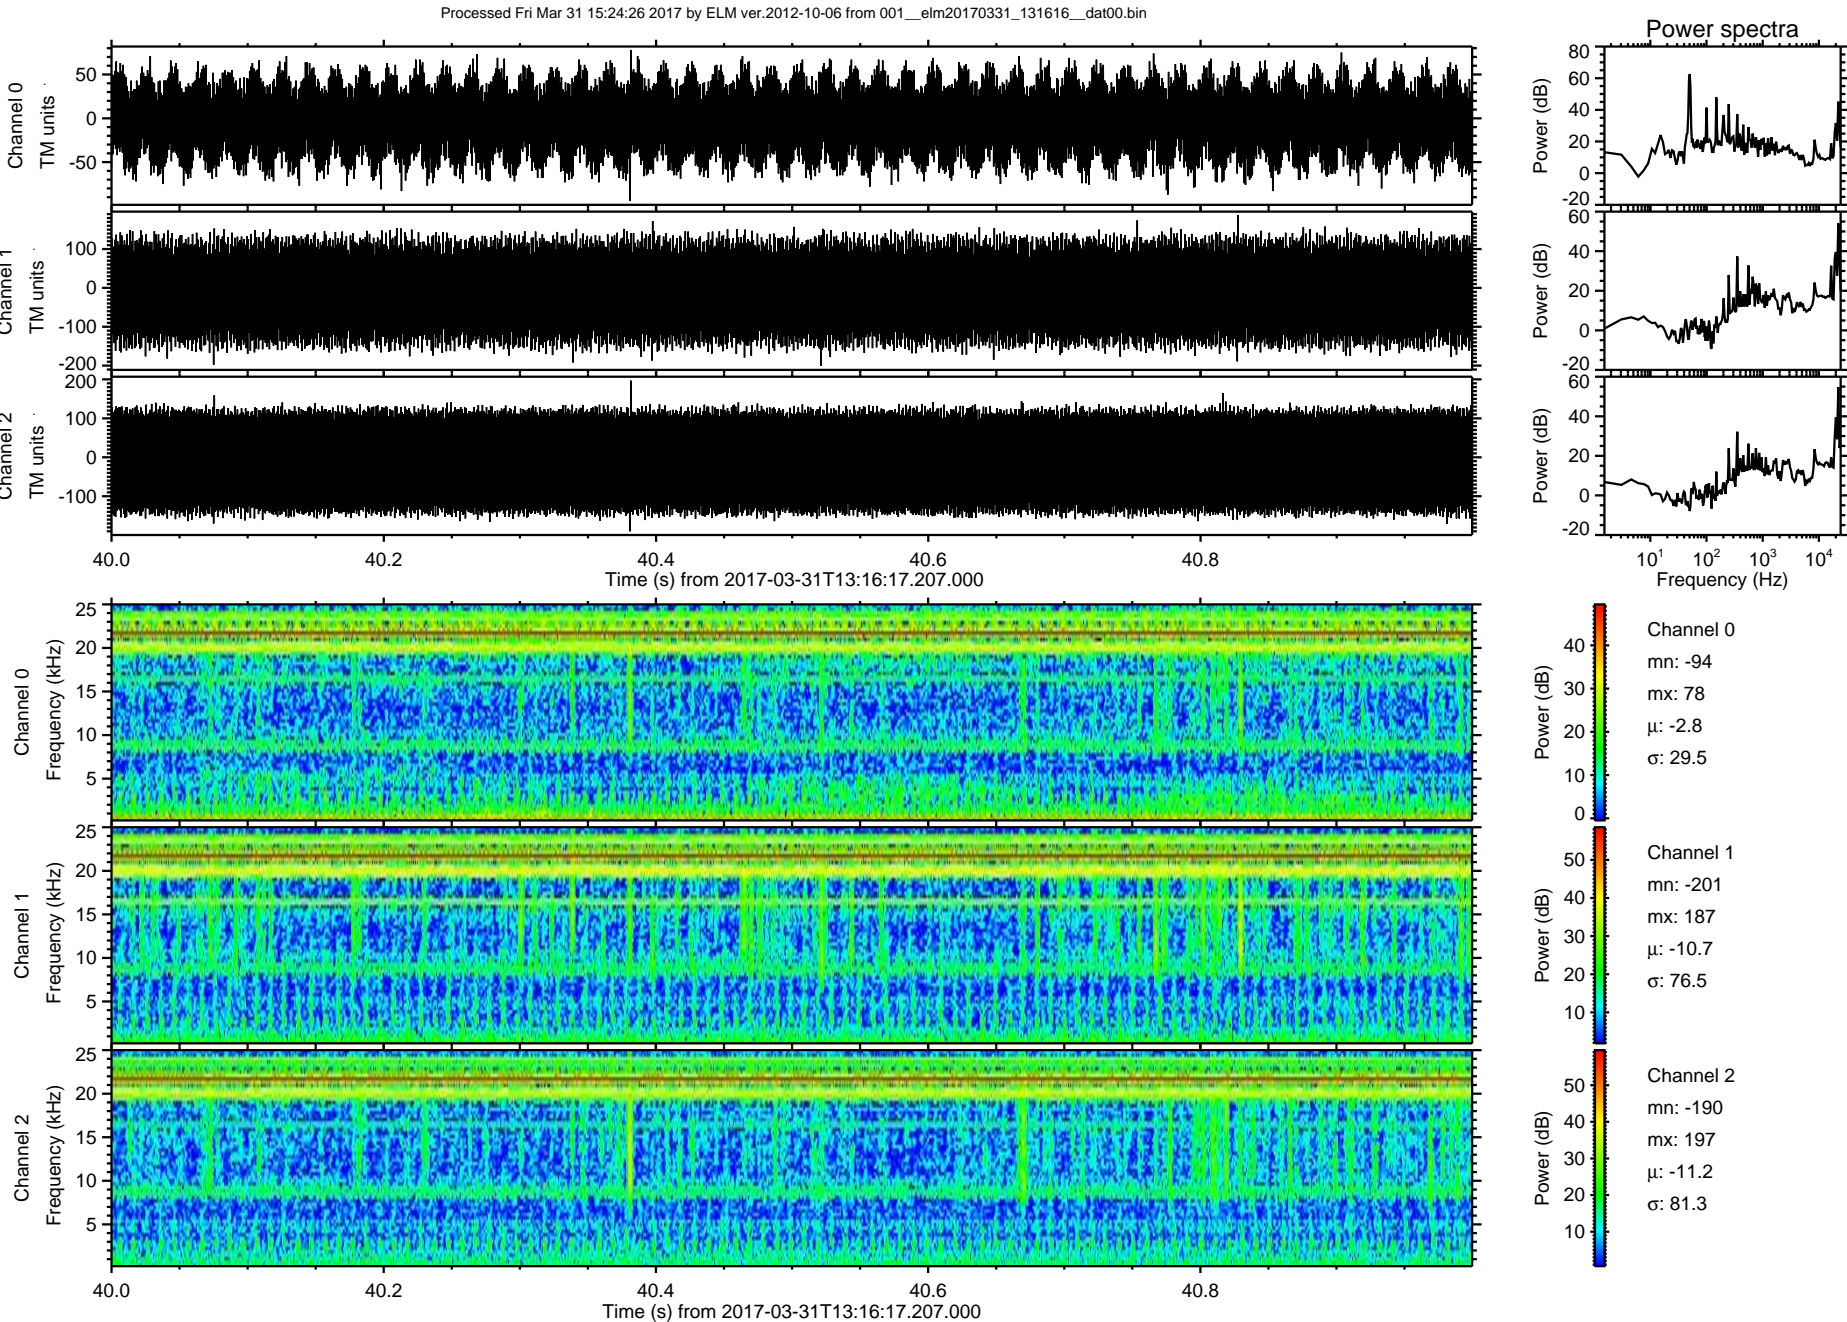 Processed Fri Mar 31 15:24:26 2017 by ELM ver.2012-10-06 from 001__elm20170331_131616__dat00.bin
Power spectra
Channel 0
TM units
50
0
-50
Power (dB)
80
60
40
20
0
-20
Channel 1
TM units
100
0
-100
-200
Power (dB)
60
40
20
0
-20
Channel 2
TM units
200
100
0
-100
Power (dB)
60
40
20
0
-20
40.0 40.2 40.4 40.6 40.8
Time (s) from 2017-03-31T13:16:17.207.000
10¹ 10² 10³ 10⁴
Frequency (Hz)
Channel 0
Frequency (kHz)
25
20
15
10
5
Power (dB)
40
30
20
10
0
Channel 0
mn: -94
mx: 78
μ: -2.8
σ: 29.5
Channel 1
Frequency (kHz)
25
20
15
10
5
Power (dB)
50
40
30
20
10
Channel 1
mn: -201
mx: 187
μ: -10.7
σ: 76.5
Channel 2
Frequency (kHz)
25
20
15
10
5
Power (dB)
50
40
30
20
10
Channel 2
mn: -190
mx: 197
μ: -11.2
σ: 81.3
40.0 40.2 40.4 40.6 40.8
Time (s) from 2017-03-31T13:16:17.207.000